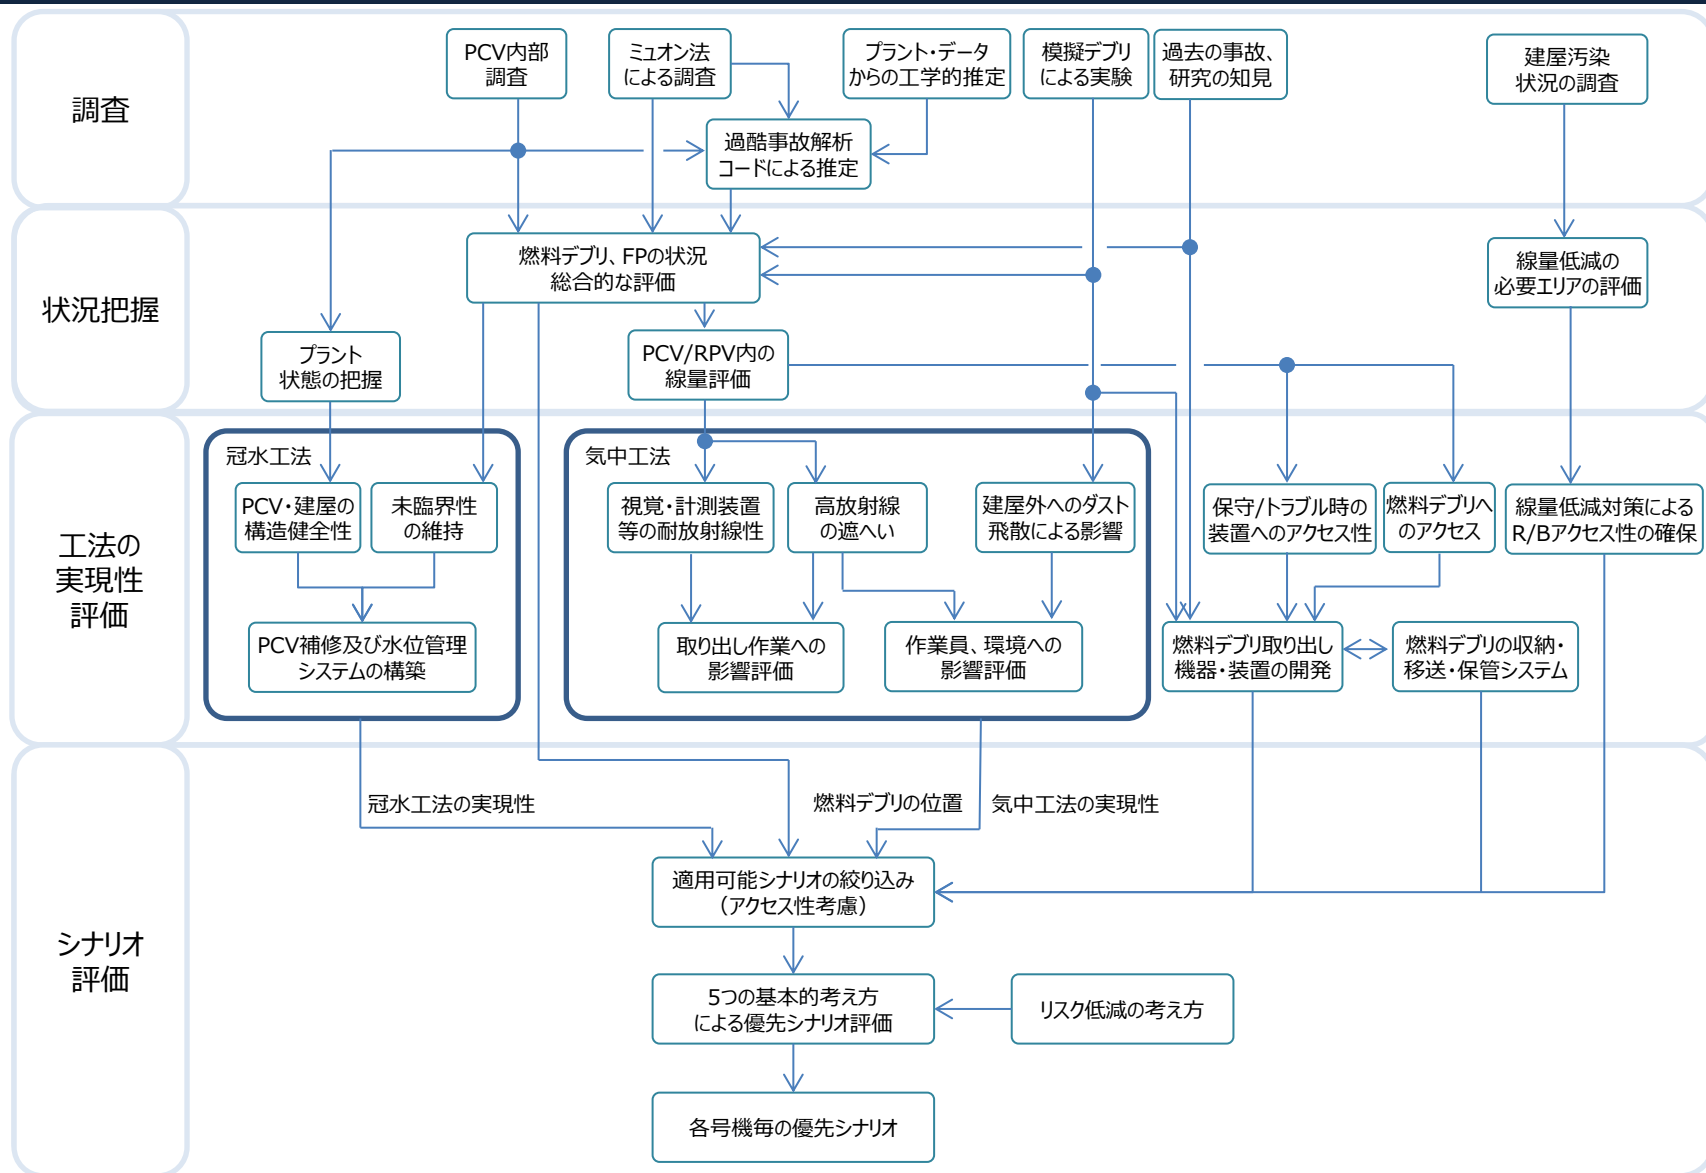 調査
PCV内部
調査
ミュオン法
による調査
プラント・データ
からの工学的推定
模擬デブリ
による実験
過去の事故、
研究の知見
建屋汚染
状況の調査
過酷事故解析
コードによる推定
状況把握
燃料デブリ、FPの状況
総合的な評価
線量低減の
必要エリアの評価
プラント
状態の把握
PCV/RPV内の
線量評価
工法の
実現性
評価
冠水工法
PCV・建屋の
構造健全性
未臨界性
の維持
PCV補修及び水位管理
システムの構築
気中工法
視覚・計測装置
等の耐放射線性
高放射線
の遮へい
建屋外へのダスト
飛散による影響
取り出し作業への
影響評価
作業員、環境への
影響評価
保守/トラブル時の
装置へのアクセス性
燃料デブリへ
のアクセス
線量低減対策による
R/Bアクセス性の確保
燃料デブリ取り出し
機器・装置の開発
燃料デブリの収納・
移送・保管システム
シナリオ
評価
冠水工法の実現性
燃料デブリの位置
気中工法の実現性
適用可能シナリオの絞り込み
（アクセス性考慮）
5つの基本的考え方
による優先シナリオ評価
リスク低減の考え方
各号機毎の優先シナリオ